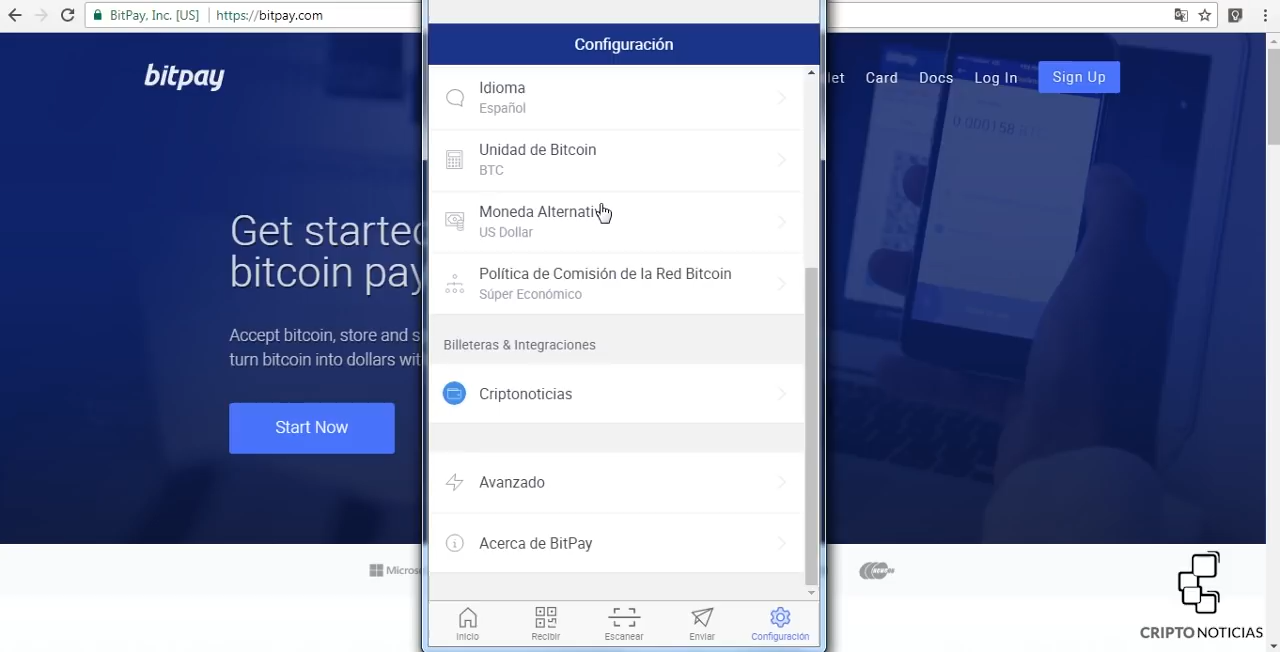 BitPay, Inc. [US]
https://bitpay.com
bitpay
Card
Docs
Log In
Sign Up
Get started
bitcoin pay
Accept bitcoin, store and s
turn bitcoin into dollars wit
Start Now
Configuración
Idioma
Español
Unidad de Bitcoin
BTC
Moneda Alternati
US Dollar
Política de Comisión de la Red Bitcoin
Súper Económico
Billeteras & Integraciones
Criptonoticias
Avanzado
Acerca de BitPay
Inicio
Recibir
Escanear
Enviar
Configuración
CRIPTO NOTICIAS